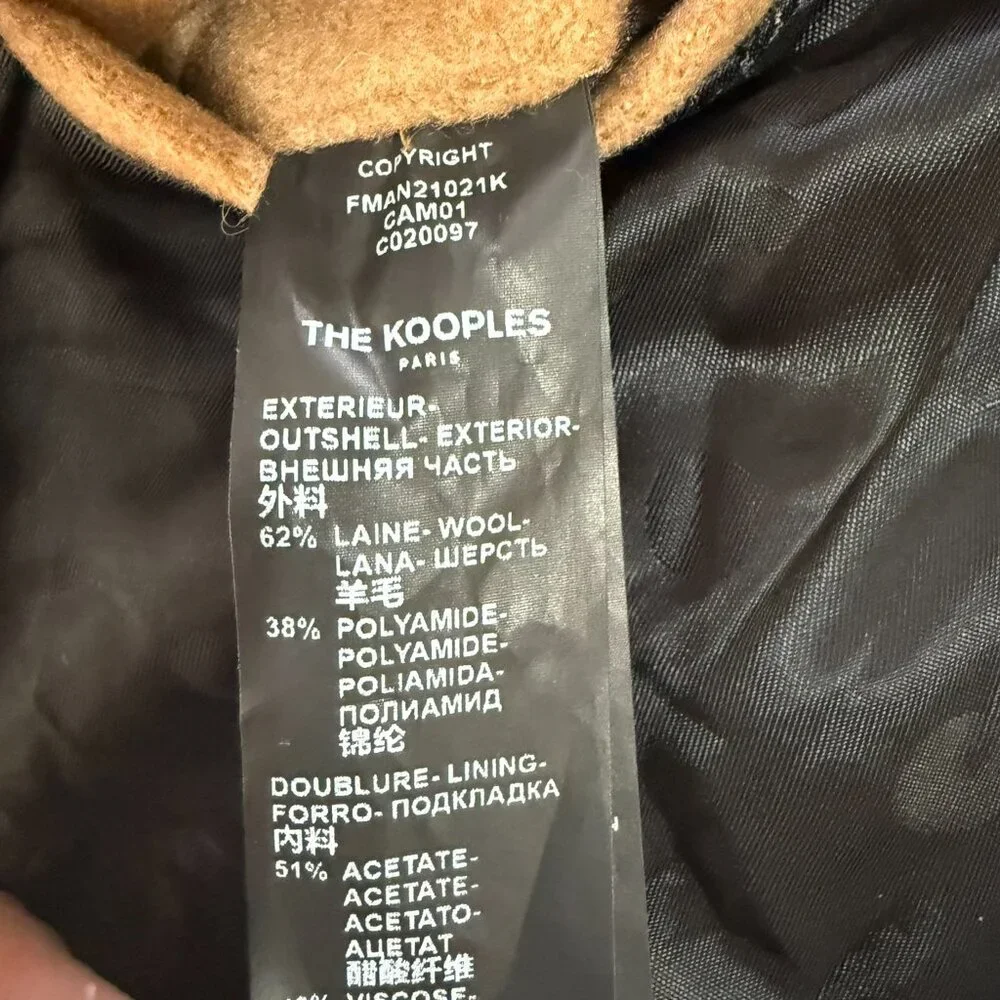 COPYRIGHT
FMAN21021K
CAM01
C020097
THE KOOPLES
PARIS
EXTERIEUR-
OUTSHELL- EXTERIOR-
ВНЕШНЯЯ ЧАСТЬ
外料
62% LAINE- WOOL-
LANA- ШЕРСТЬ
羊毛
38% POLYAMIDE-
POLYAMIDE-
POLIAMIDA-
ПОЛИАМИД
锦纶
DOUBLURE- LINING-
FORRO- ПОДКЛАДКА
内料
51% ACETATE-
ACETATE-
ACETATO-
АЦЕТАТ
醋酸纤维
VISCOSE-